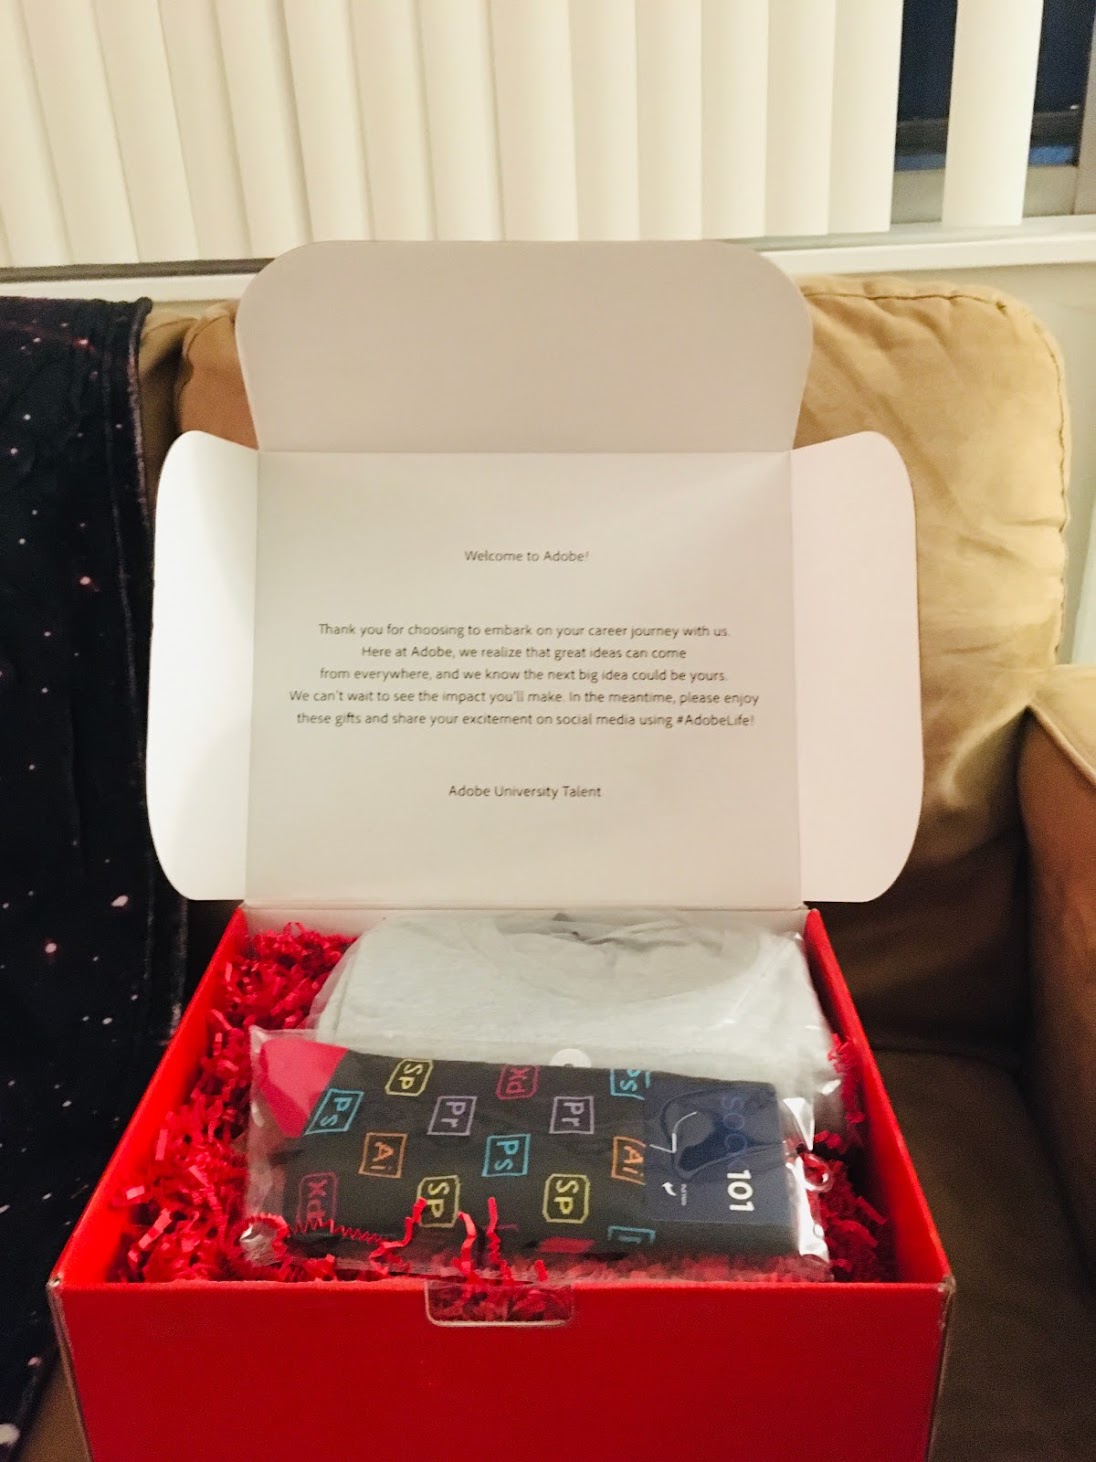 Welcome to Adobe!
Thank you for choosing to embark on your career journey with us.
Here at Adobe, we realize that great ideas can come
from everywhere, and we know the next big idea could be yours.
We can't wait to see the impact you'll make. In the meantime, please enjoy
these gifts and share your excitement on social media using #AdobeLife!
Adobe University Talent
Sp
Xd
Ps
Ps
Pr
Pr
Ai
Ps
Ai
Xd
Sp
Sp
101